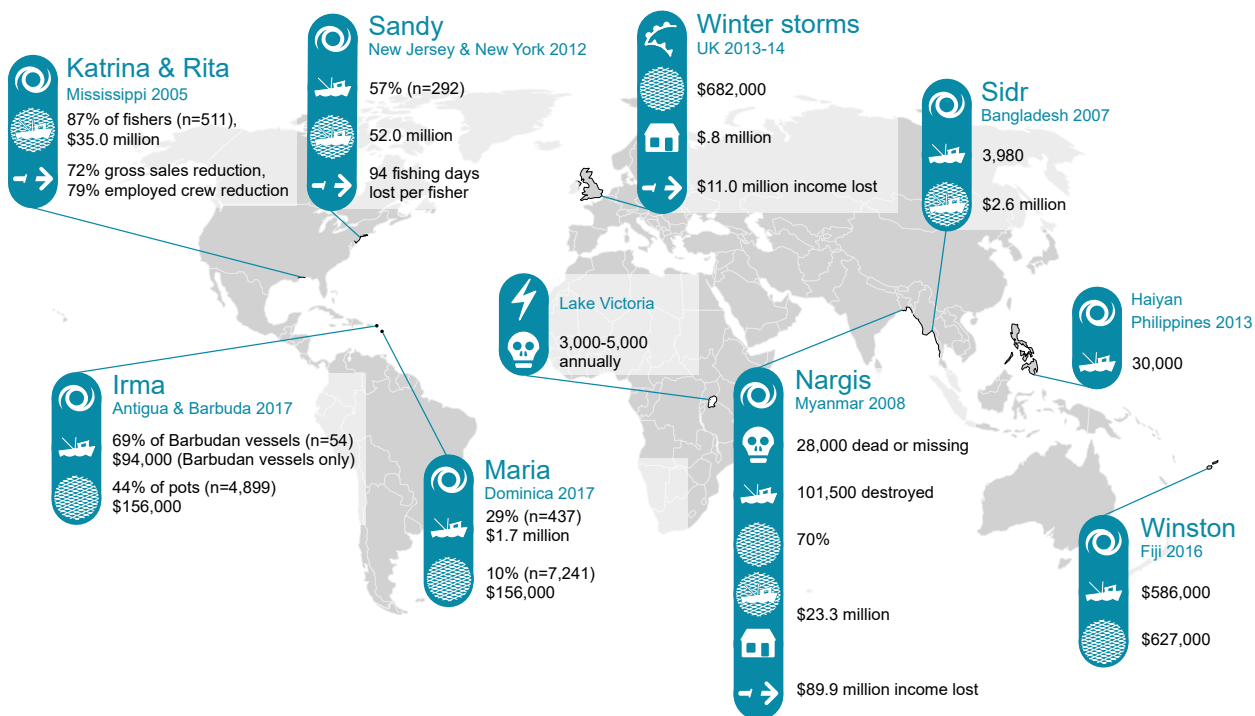 Katrina & Rita
Mississippi 2005
87% of fishers (n=511),
$35.0 million
72% gross sales reduction,
79% employed crew reduction
Sandy
New Jersey & New York 2012
57% (n=292)
52.0 million
94 fishing days
lost per fisher
Winter storms
UK 2013-14
$682,000
$.8 million
$11.0 million income lost
Sidr
Bangladesh 2007
3,980
$2.6 million
Lake Victoria
3,000-5,000
annually
Haiyan
Philippines 2013
30,000
Irma
Antigua & Barbuda 2017
69% of Barbudan vessels (n=54)
$94,000 (Barbudan vessels only)
44% of pots (n=4,899)
$156,000
Maria
Dominica 2017
29% (n=437)
$1.7 million
10% (n=7,241)
$156,000
Nargis
Myanmar 2008
28,000 dead or missing
101,500 destroyed
70%
$23.3 million
$89.9 million income lost
Winston
Fiji 2016
$586,000
$627,000